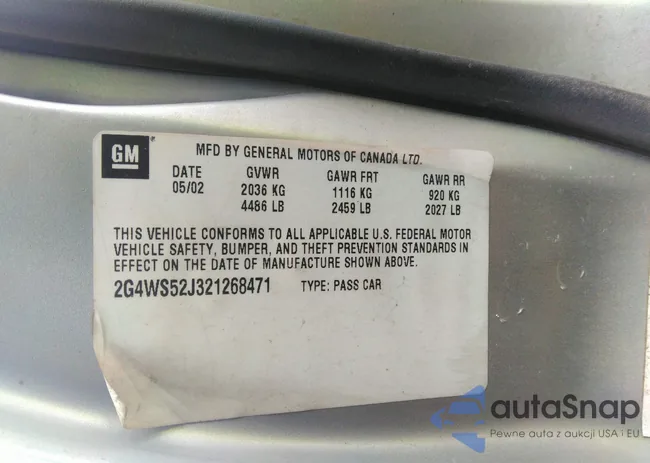 GM
MFD BY GENERAL MOTORS OF CANADA LTD.
DATE GVWR GAWR FRT GAWR RR
05/02 2036 KG 1116 KG 920 KG
4486 LB 2459 LB 2027 LB
THIS VEHICLE CONFORMS TO ALL APPLICABLE U.S. FEDERAL MOTOR
VEHICLE SAFETY, BUMPER, AND THEFT PREVENTION STANDARDS IN
EFFECT ON THE DATE OF MANUFACTURE SHOWN ABOVE.
2G4WS52J321268471 TYPE: PASS CAR
autaSnap
Pewne auta z aukcji USA i EU